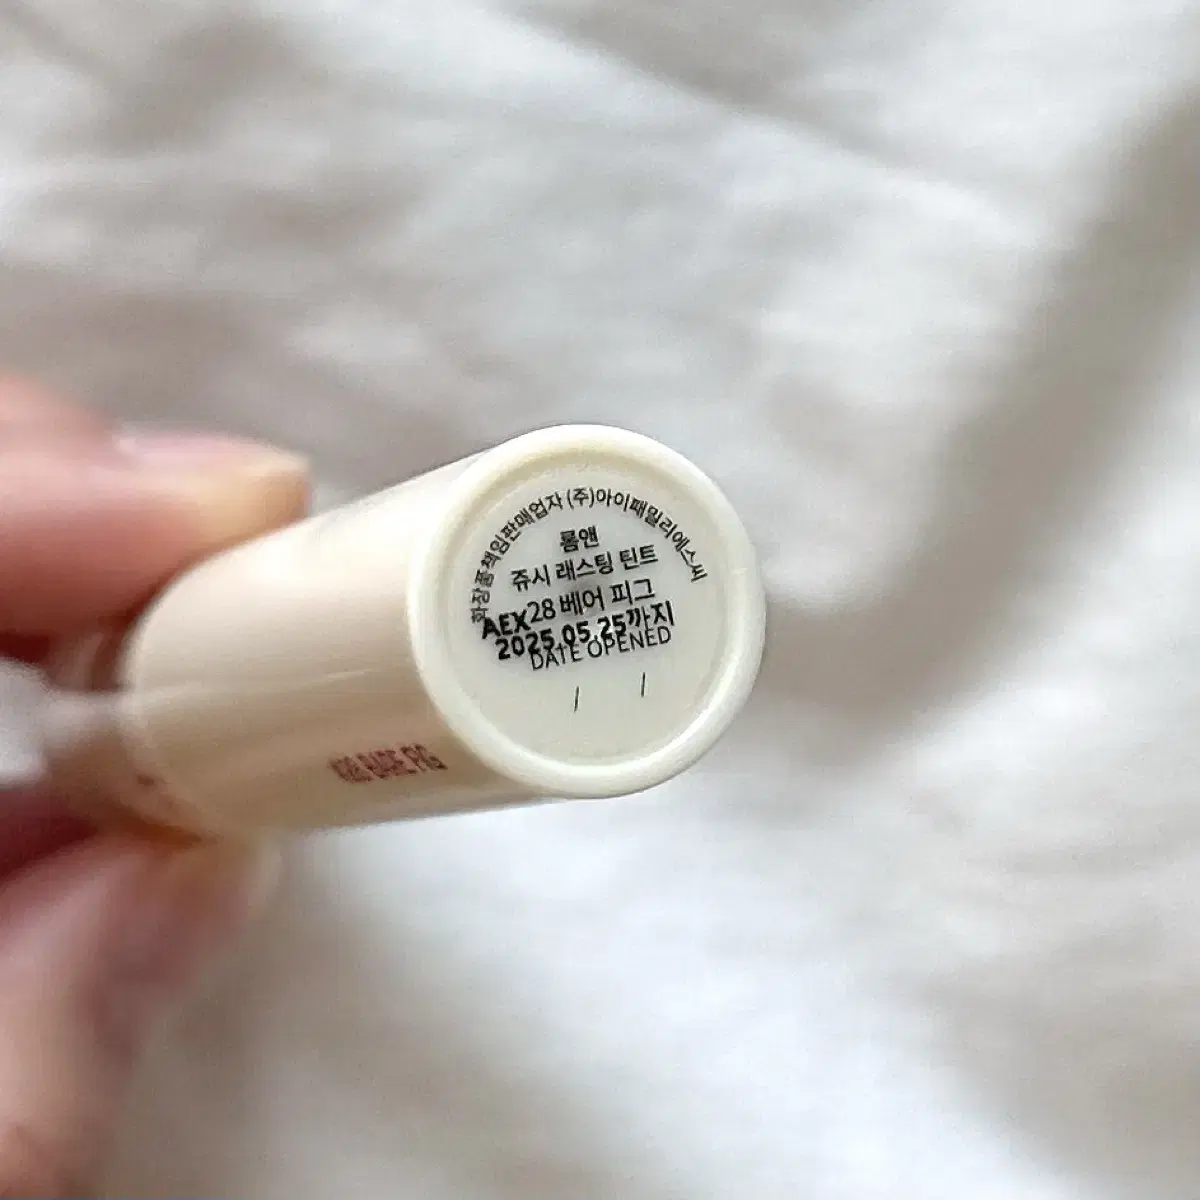 화장품책임판매업자 (주)아이패밀리에스씨
롬앤
쥬시 래스팅 틴트
28 베어 피그
AEX
2025.05.25까지
DATE OPENED
/ /
BARE FIG